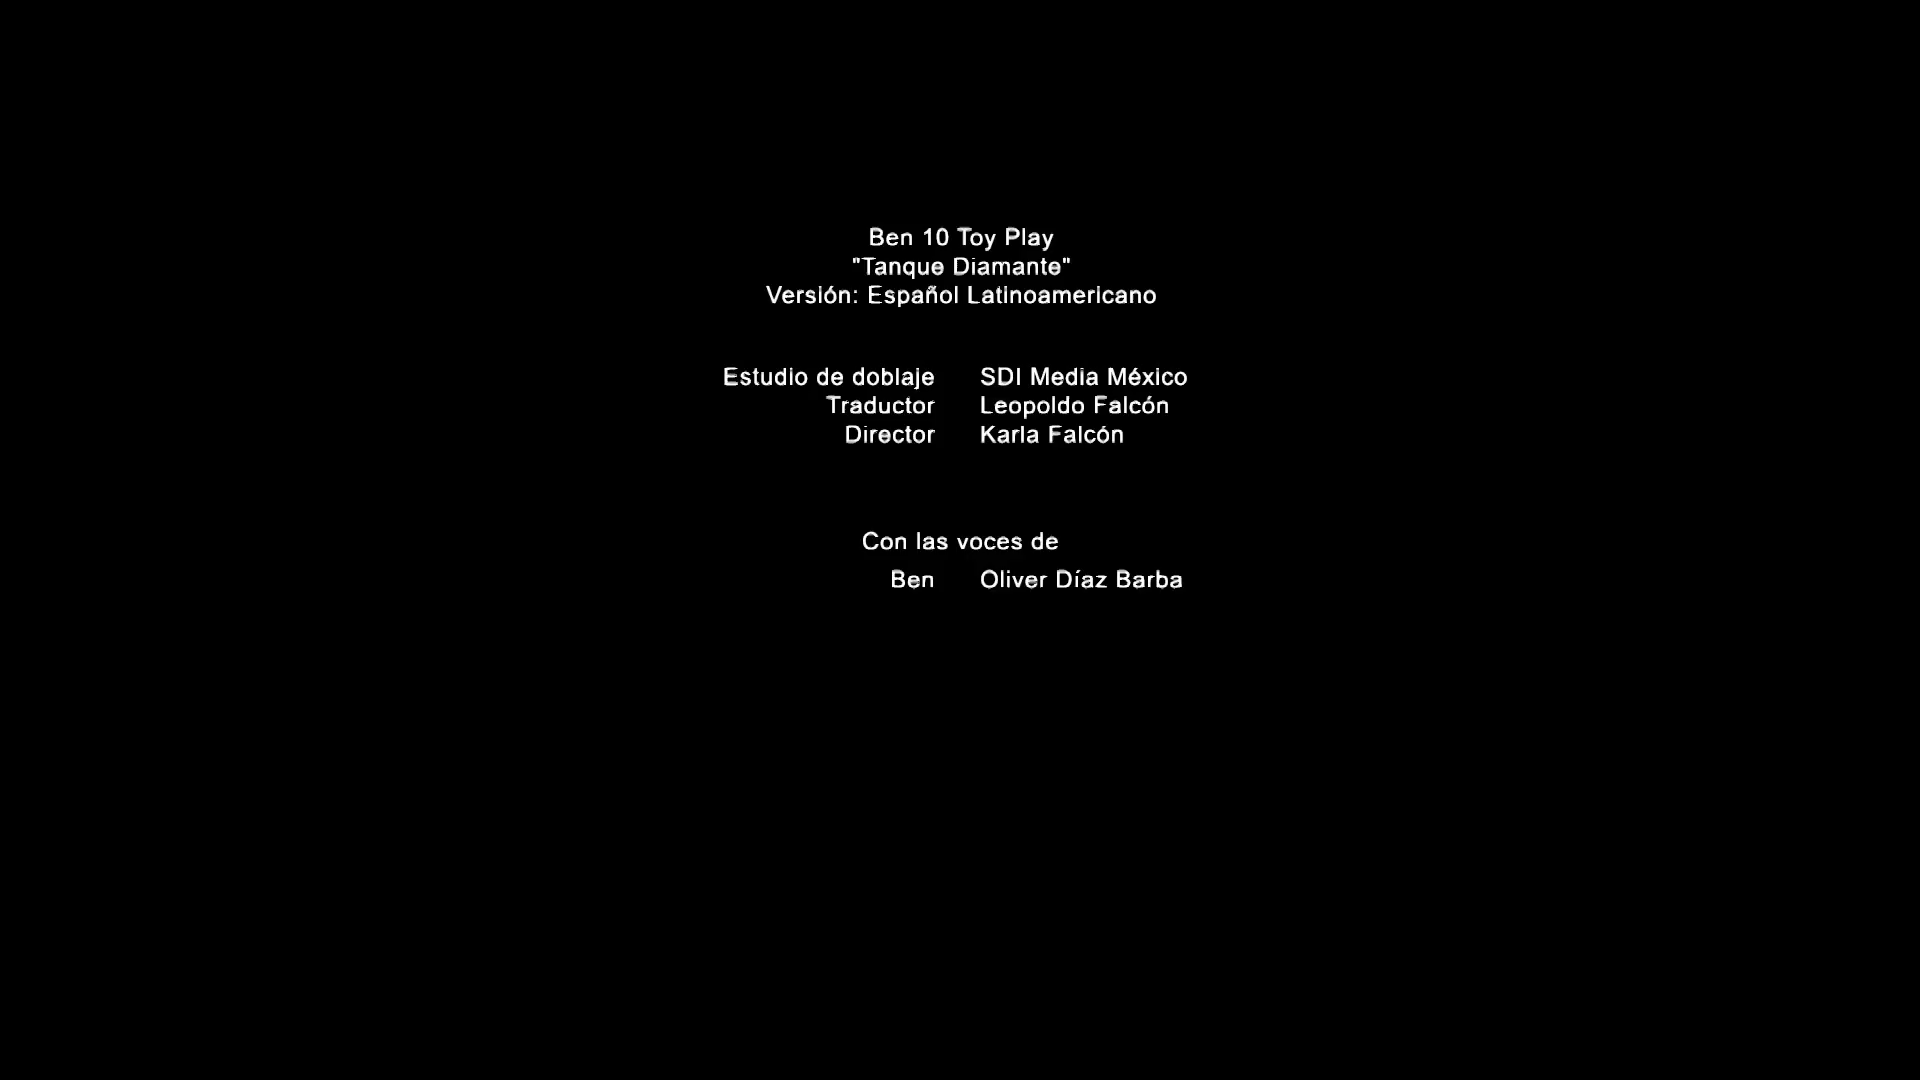 Ben 10 Toy Play
"Tanque Diamante"
Versión: Español Latinoamericano
Estudio de doblaje SDI Media México
Traductor Leopoldo Falcón
Director Karla Falcón
Con las voces de
Ben Oliver Díaz Barba